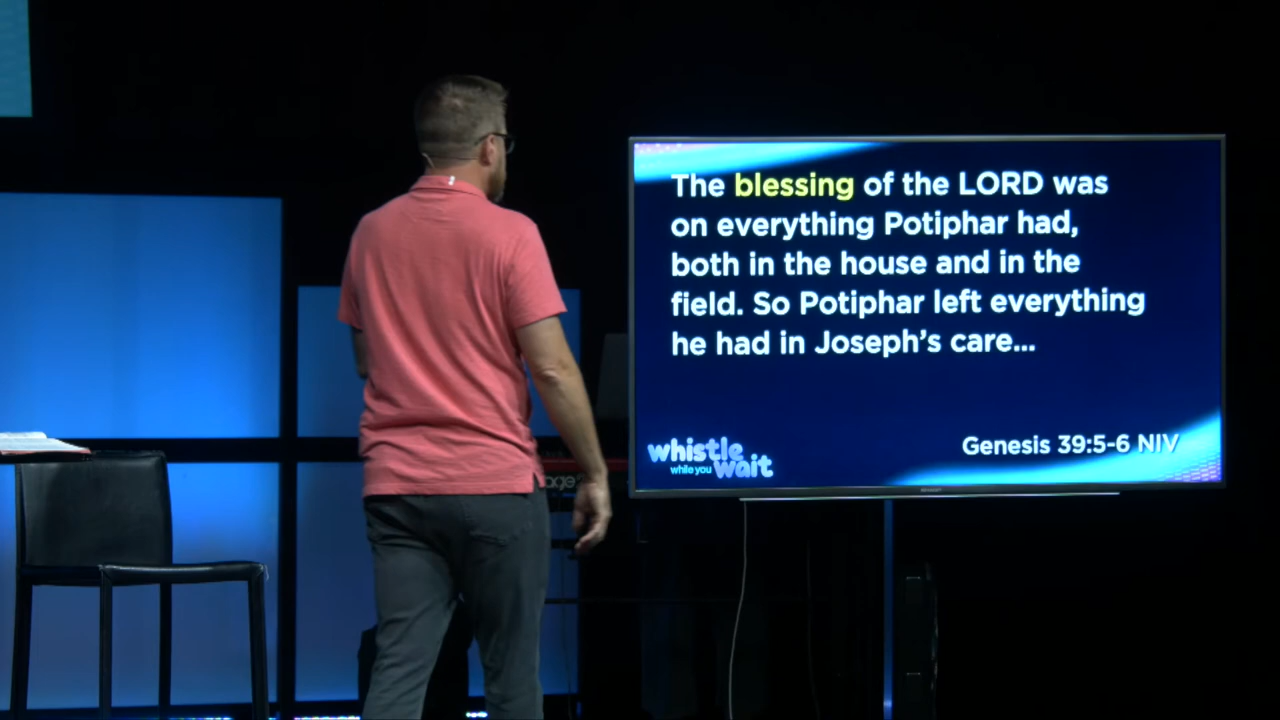 The blessing of the LORD was
on everything Potiphar had,
both in the house and in the
field. So Potiphar left everything
he had in Joseph's care...
Genesis 39:5-6 NIV
whistle
while you wait